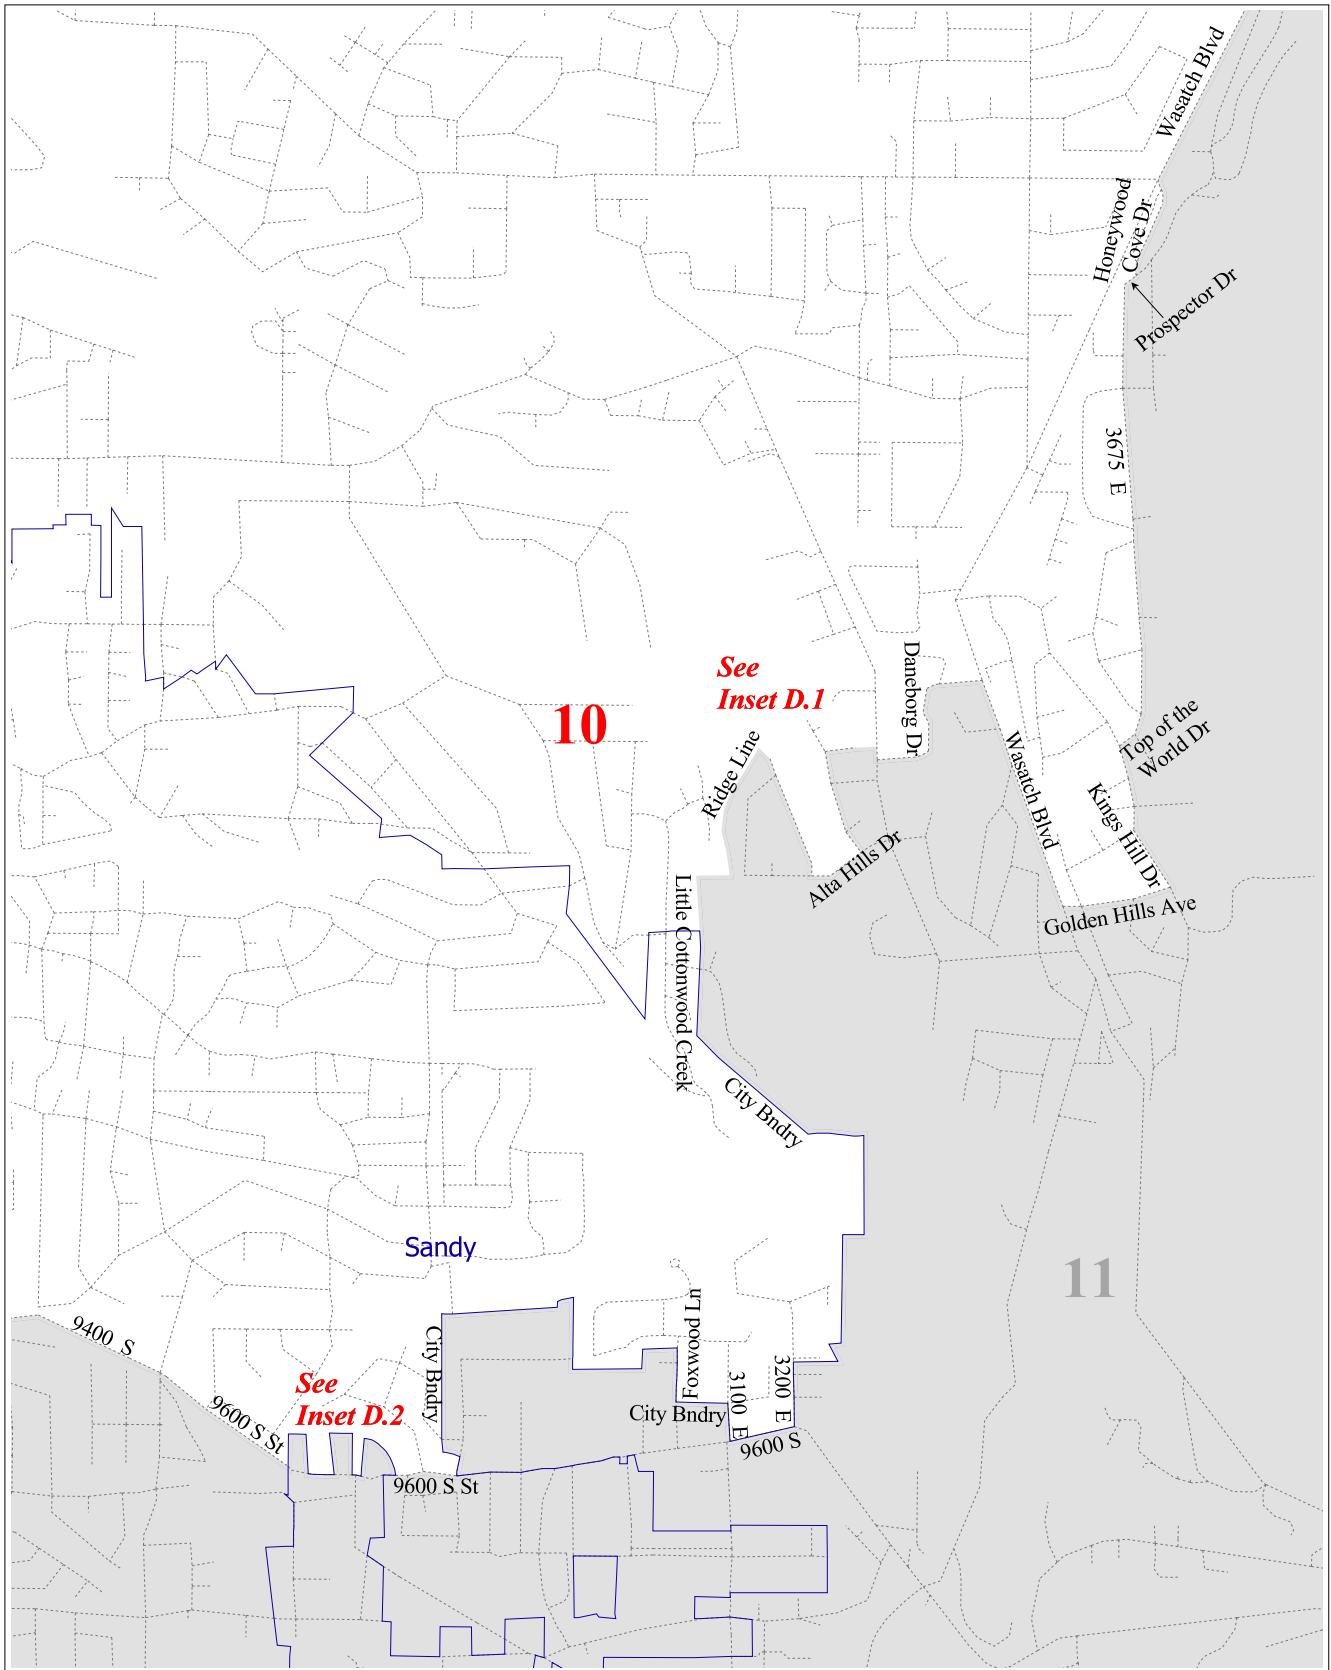 Wasatch Blvd
Honeywood
Cove Dr
Prospector Dr
3675 E
See
Inset D.1
10
Daneborg Dr
Ridge Line
Top of the
World Dr
Wasatch Blvd
Kings Hill Dr
Alta Hills Dr
Golden Hills Ave
Little Cottonwood Creek
City Bndry
Sandy
11
9400 S
City Bndry
Foxwood Ln
3200 E
3100 E
See
Inset D.2
9600 S St
City Bndry
9600 S
9600 S St